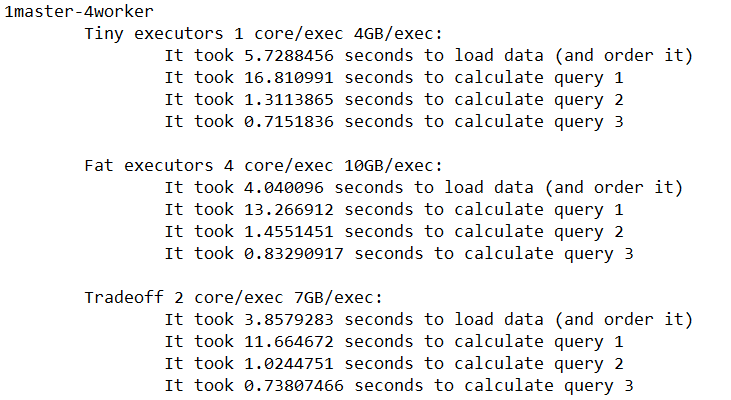 1master-4worker
Tiny executors 1 core/exec 4GB/exec:
It took 5.7288456 seconds to load data (and order it)
It took 16.810991 seconds to calculate query 1
It took 1.3113865 seconds to calculate query 2
It took 0.7151836 seconds to calculate query 3
Fat executors 4 core/exec 10GB/exec:
It took 4.040096 seconds to load data (and order it)
It took 13.266912 seconds to calculate query 1
It took 1.4551451 seconds to calculate query 2
It took 0.83290917 seconds to calculate query 3
Tradeoff 2 core/exec 7GB/exec:
It took 3.8579283 seconds to load data (and order it)
It took 11.664672 seconds to calculate query 1
It took 1.0244751 seconds to calculate query 2
It took 0.73807466 seconds to calculate query 3